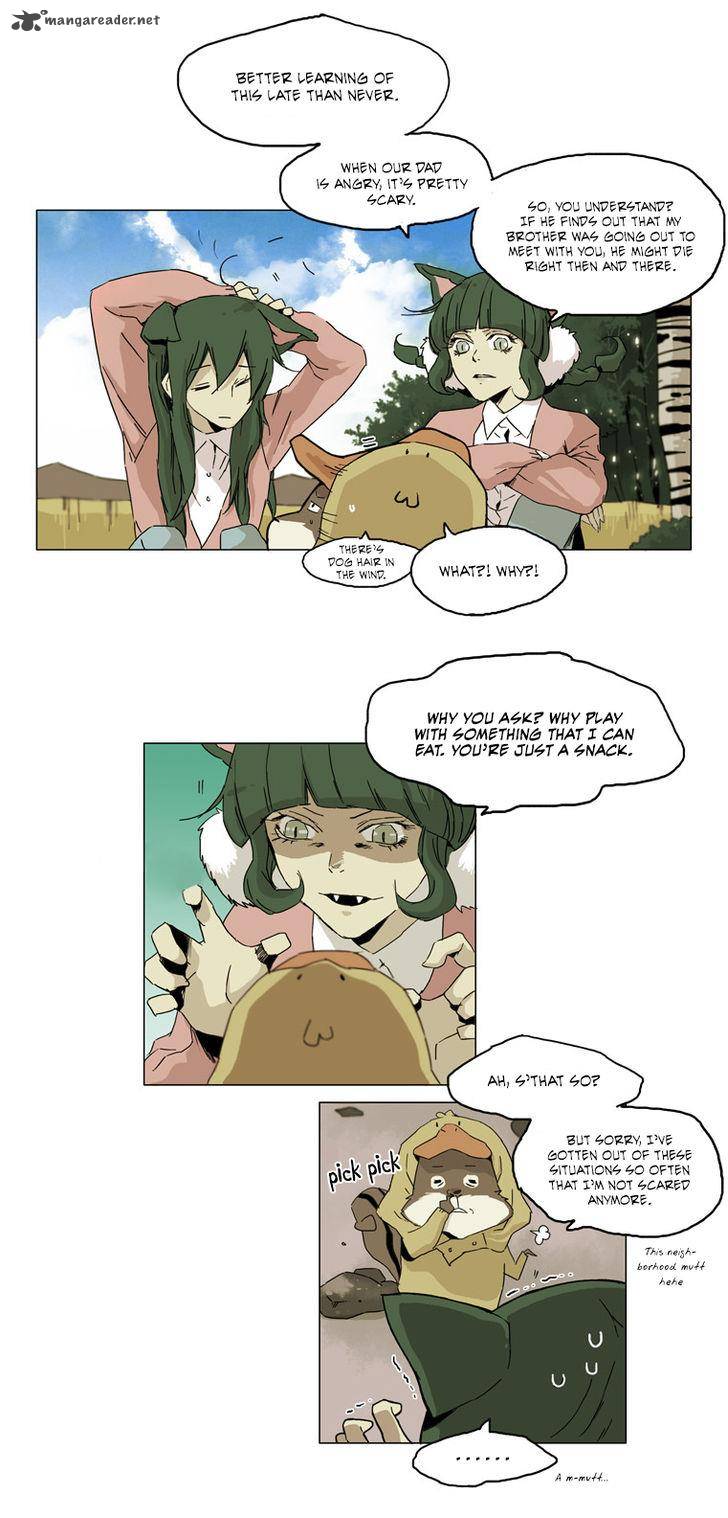 mangareader.net
BETTER LEARNING OF
THIS LATE THAN NEVER.
WHEN OUR DAD
IS ANGRY, IT'S PRETTY
SCARY.
SO, YOU UNDERSTAND?
IF HE FINDS OUT THAT MY
BROTHER WAS GOING OUT TO
MEET WITH YOU, HE MIGHT DIE
RIGHT THEN AND THERE.
THERE'S
DOG HAIR IN
THE WIND.
WHAT?! WHY?!
WHY YOU ASK? WHY PLAY
WITH SOMETHING THAT I CAN
EAT. YOU'RE JUST A SNACK.
AH, S'THAT SO?
pick pick
BUT SORRY, I'VE
GOTTEN OUT OF THESE
SITUATIONS SO OFTEN
THAT I'M NOT SCARED
ANYMORE.
This neigh-
borhood mutt
hehe
......
A m-mutt...